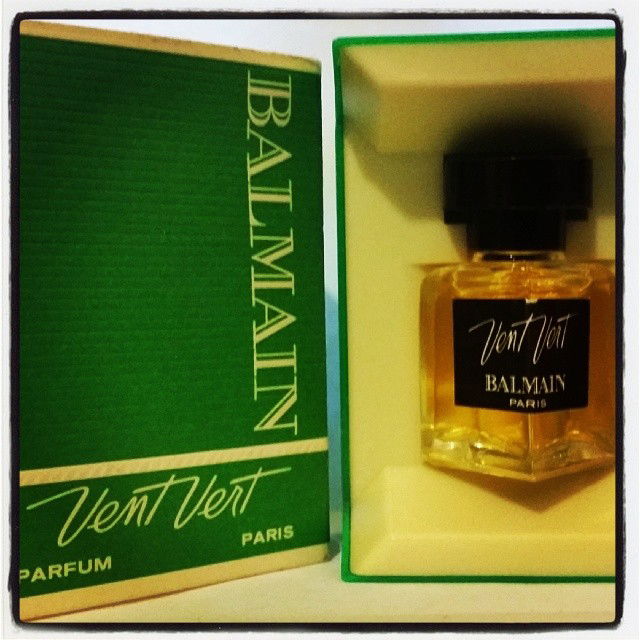 BALMAIN
Vent Vert
PARIS
PARFUM
Vent Vert
BALMAIN
PARIS